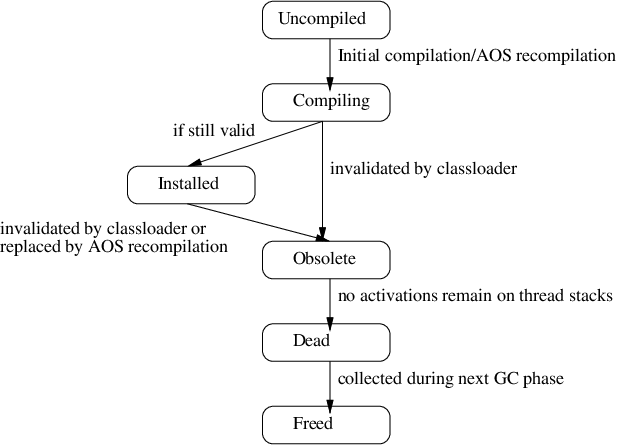 Uncompiled
Initial compilation/AOS recompilation
Compiling
if still valid
invalidated by classloader
Installed
invalidated by classloader or
replaced by AOS recompilation
Obsolete
no activations remain on thread stacks
Dead
collected during next GC phase
Freed